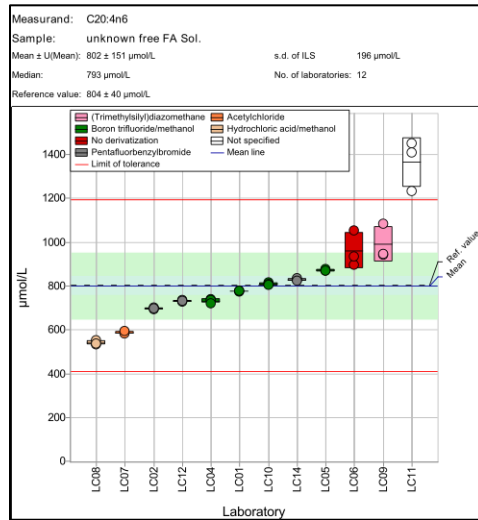 Measurand: C20:4n6
Sample: unknown free FA Sol.
Mean ± U(Mean): 802 ± 151 µmol/L s.d. of ILS 196 µmol/L
Median: 793 µmol/L No. of laboratories: 12
Reference value: 804 ± 40 µmol/L
(Trimethylsilyl)diazomethane Acetylchloride
Boron trifluoride/methanol Hydrochloric acid/methanol
No derivatization Not specified
Pentafluorbenzylbromide Mean line
Limit of tolerance
1400
1200
1000
800
600
400
200
0
µmol/L
Ref. value
Mean
LC08 LC07 LC02 LC12 LC04 LC01 LC10 LC14 LC05 LC06 LC09 LC11
Laboratory